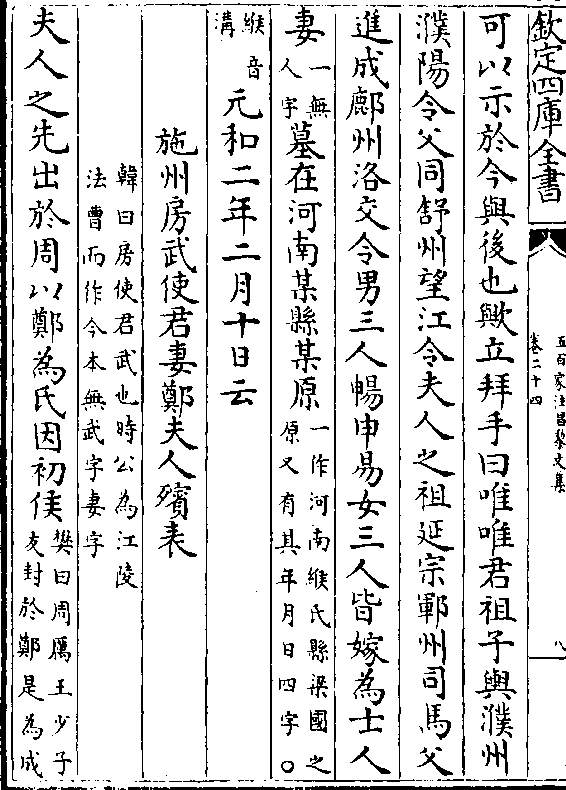 欽定四庫全書
五百家注昌黎文集
卷二十四
八
可以示於今與後也歟立拜手曰唯唯君祖子輿濮州
濮陽令父同舒州望江令夫人之祖延宗鄆州司馬父
進成鄜州洛交令男三人暢申易女三人皆嫁為士人
妻一無人字墓在河南某縣某原一作河南緱氏縣梁國之原又有其年月日四字〇
緱音溝元和二年二月十日云
施州房武使君妻鄭夫人殯表
韓曰房使君武也時公為江陵
法曹而作今本無武字妻字
夫人之先出於周以鄭為氏因初侯樊曰周厲王少子友封於鄭是為成